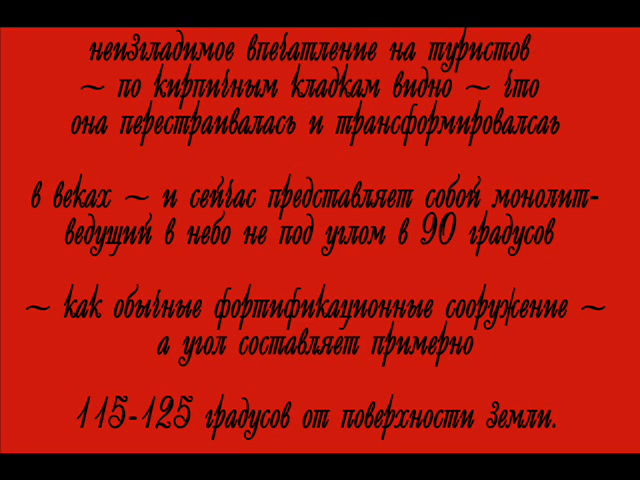 неизгладимое впечатление на туристов
~ по кирпичным кладкам видно ~ что
она перестраивалась и трансформировалсаь
в веках ~ и сейчас представляет собой монолит-
ведущий в небо не под углом в 90 градусов
~ как обычные фортификационные сооружение ~
а угол составляет примерно
115-125 градусов от поверхности Земли.